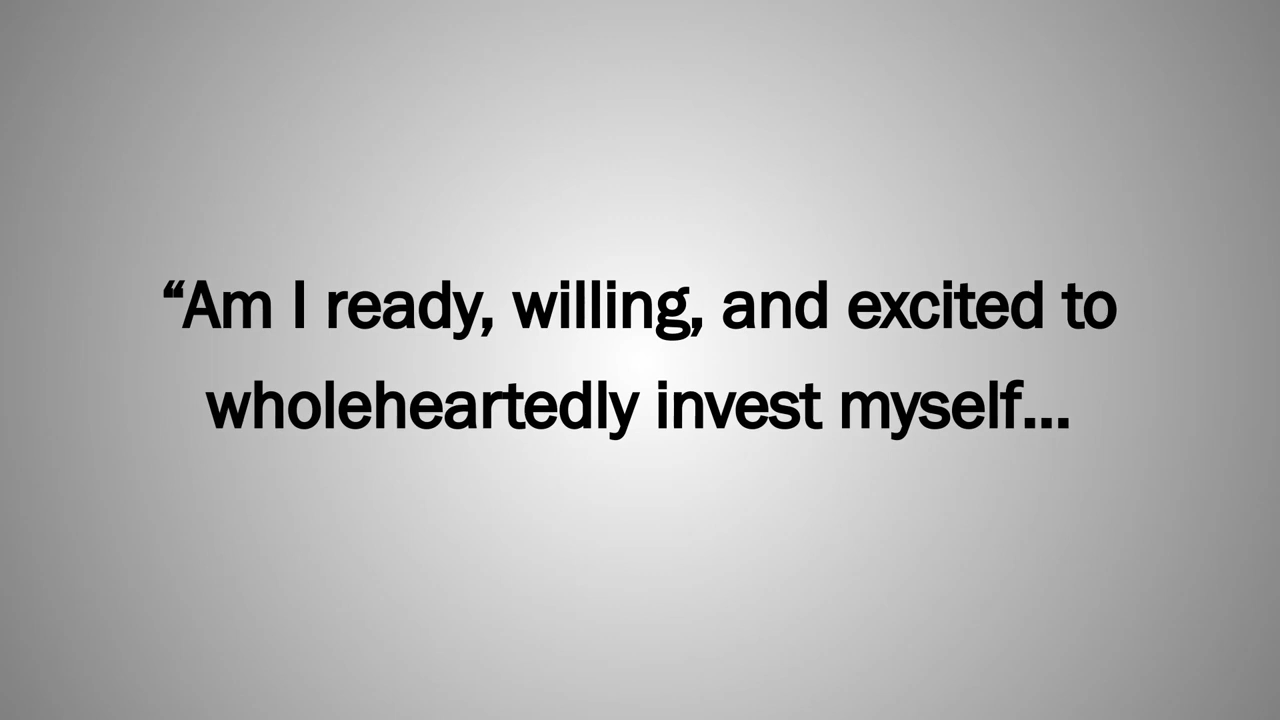 “Am I ready, willing, and excited to
wholeheartedly invest myself...